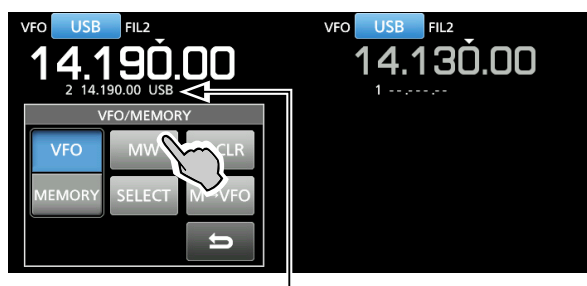 VFO USB FIL2
14.190.00
2 14.190.00 USB
VFO/MEMORY
VFO MW CLR
MEMORY SELECT M VFO
VFO USB FIL2
14.130.00
1 --.---.--